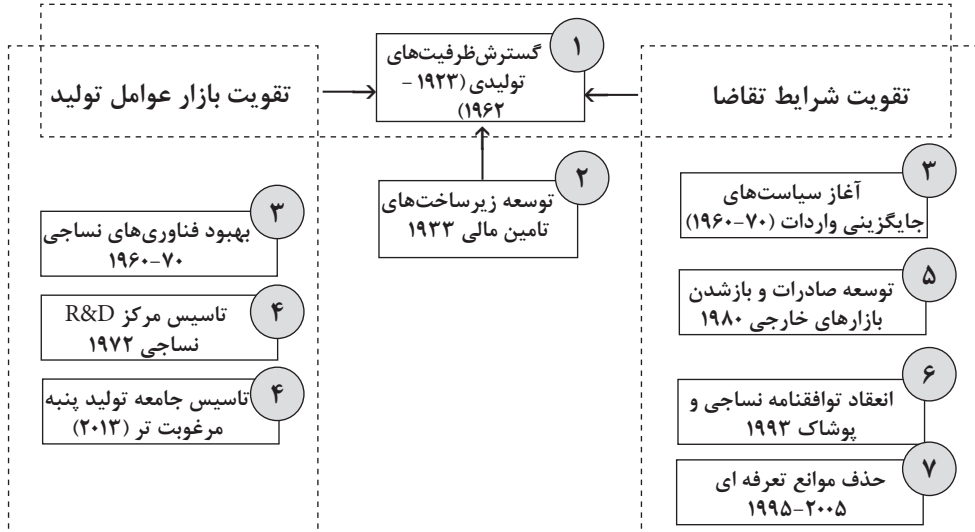 ۱
گسترش‌ظرفیت‌های
تولیدی (۱۹۲۳ –
۱۹۶۲)
تقویت شرایط تقاضا
تقویت بازار عوامل تولید
۲
توسعه زیرساخت‌های
تامین مالی ۱۹۳۳
۳
آغاز سیاست‌های
جایگزینی واردات (۷۰–۱۹۶۰)
۵
توسعه صادرات و بازشدن
بازارهای خارجی ۱۹۸۰
۶
انعقاد توافقنامه نساجی و
پوشاک ۱۹۹۳
۷
حذف موانع تعرفه ای
۲۰۰۵–۱۹۹۵
۳
بهبود فناوری‌های نساجی
۷۰–۱۹۶۰
۴
تاسیس مرکز R&D
نساجی ۱۹۷۲
۴
تاسیس جامعه تولید پنبه
مرغوبت تر (۲۰۱۳)